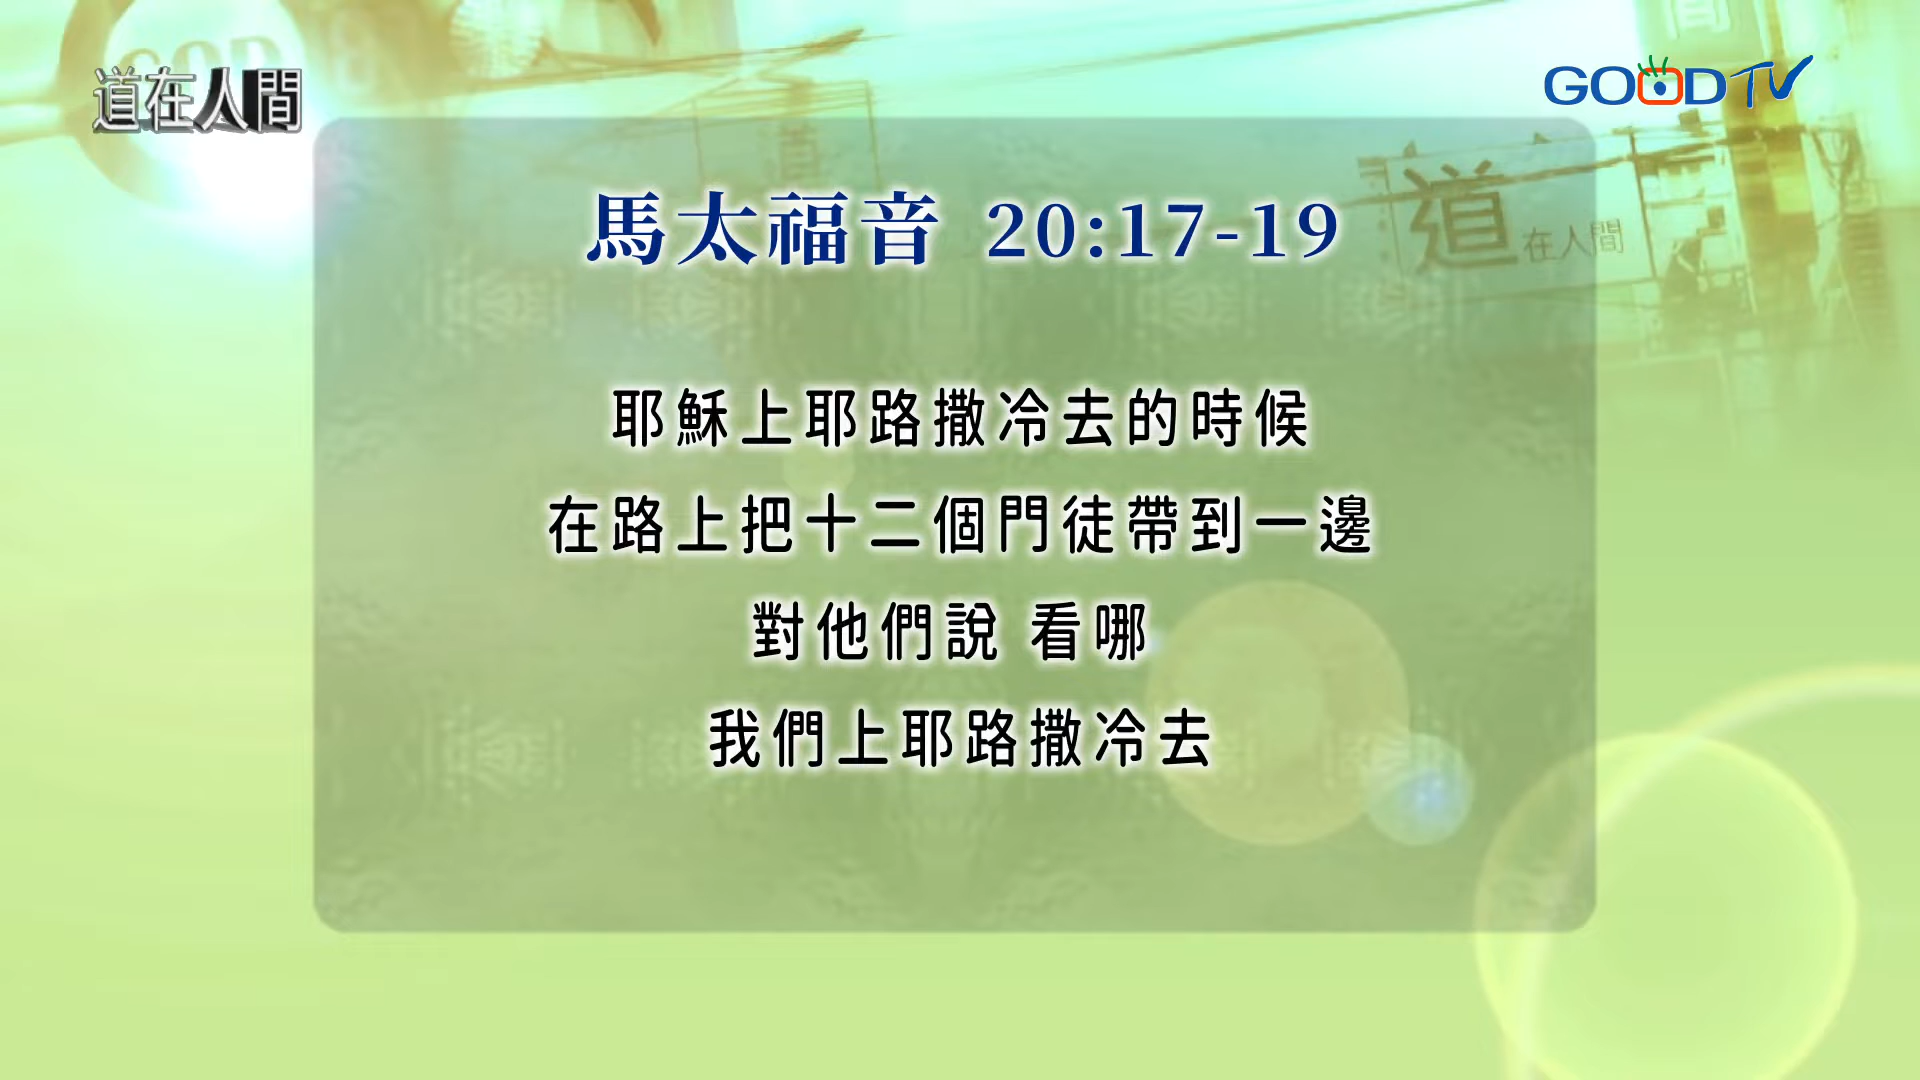 道在人間
GOOD TV
道在人間
馬太福音 20:17-19
耶穌上耶路撒冷去的時候
在路上把十二個門徒帶到一邊
對他們說 看哪
我們上耶路撒冷去